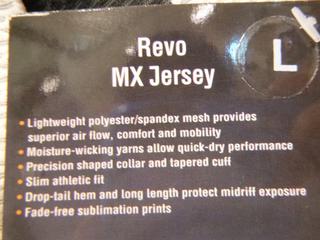 Revo
MX Jersey
L
• Lightweight polyester/spandex mesh provides
superior air flow, comfort and mobility
• Moisture-wicking yarns allow quick-dry performance
• Precision shaped collar and tapered cuff
• Slim athletic fit
• Drop-tail hem and long length protect midriff exposure
• Fade-free sublimation prints